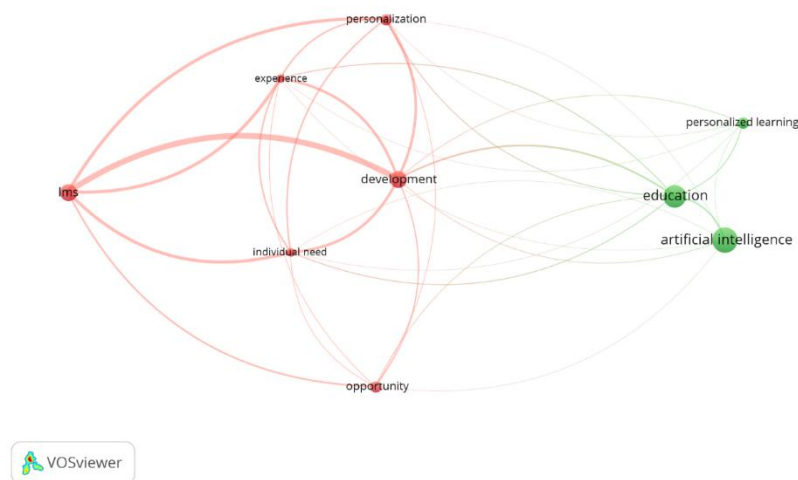 personalization
experience
personalized learning
development
lms
education
artificial intelligence
individual need
opportunity
VOSviewer